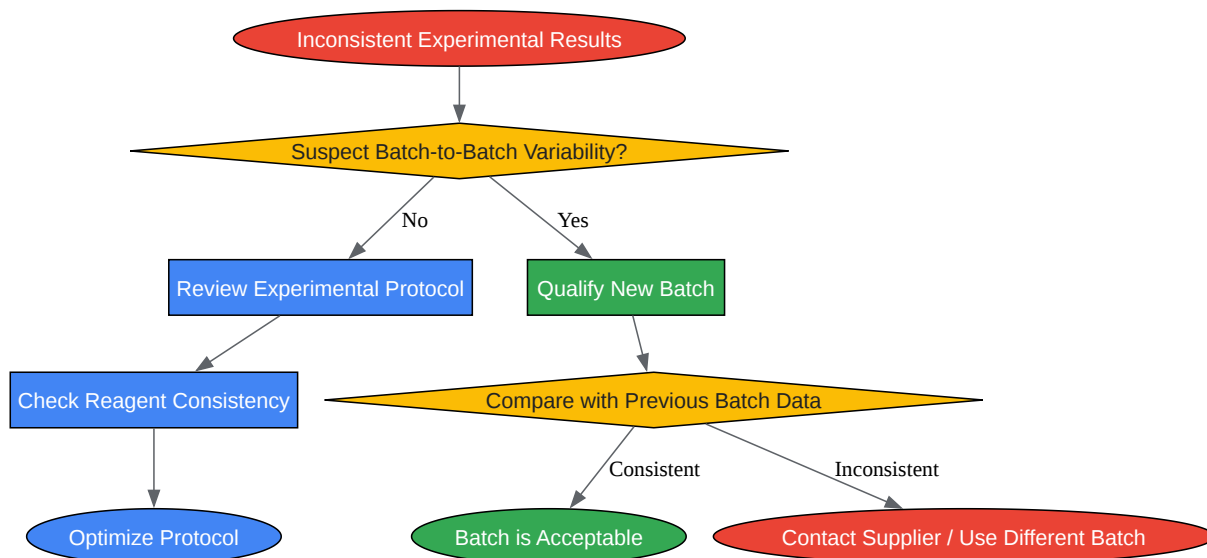 Inconsistent Experimental Results
Suspect Batch-to-Batch Variability?
No
Yes
Review Experimental Protocol
Qualify New Batch
Check Reagent Consistency
Compare with Previous Batch Data
Consistent
Inconsistent
Optimize Protocol
Batch is Acceptable
Contact Supplier / Use Different Batch